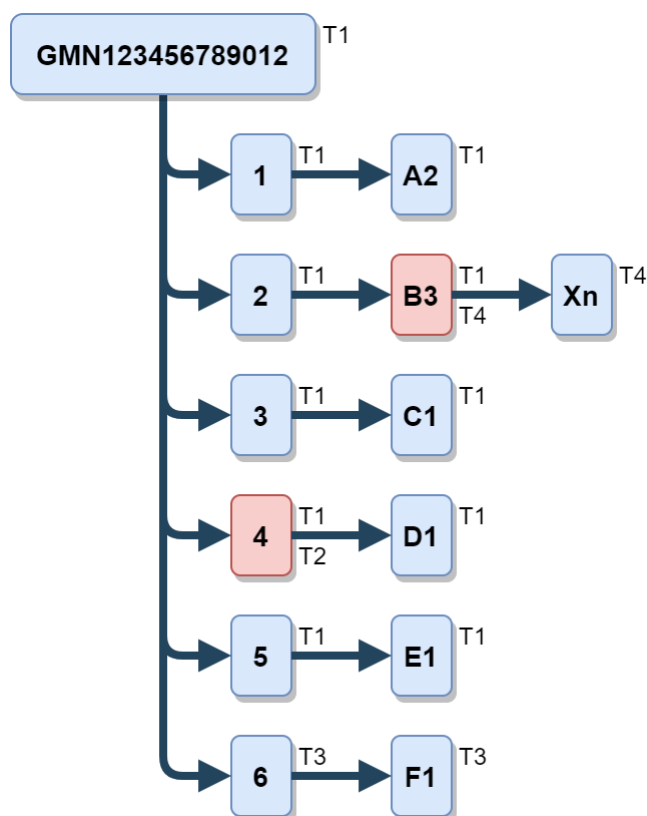 GMN123456789012 T1
1 T1 A2 T1
2 T1 B3 T1 T4 Xn T4
3 T1 C1 T1
4 T1 T2 D1 T1
5 T1 E1 T1
6 T3 F1 T3